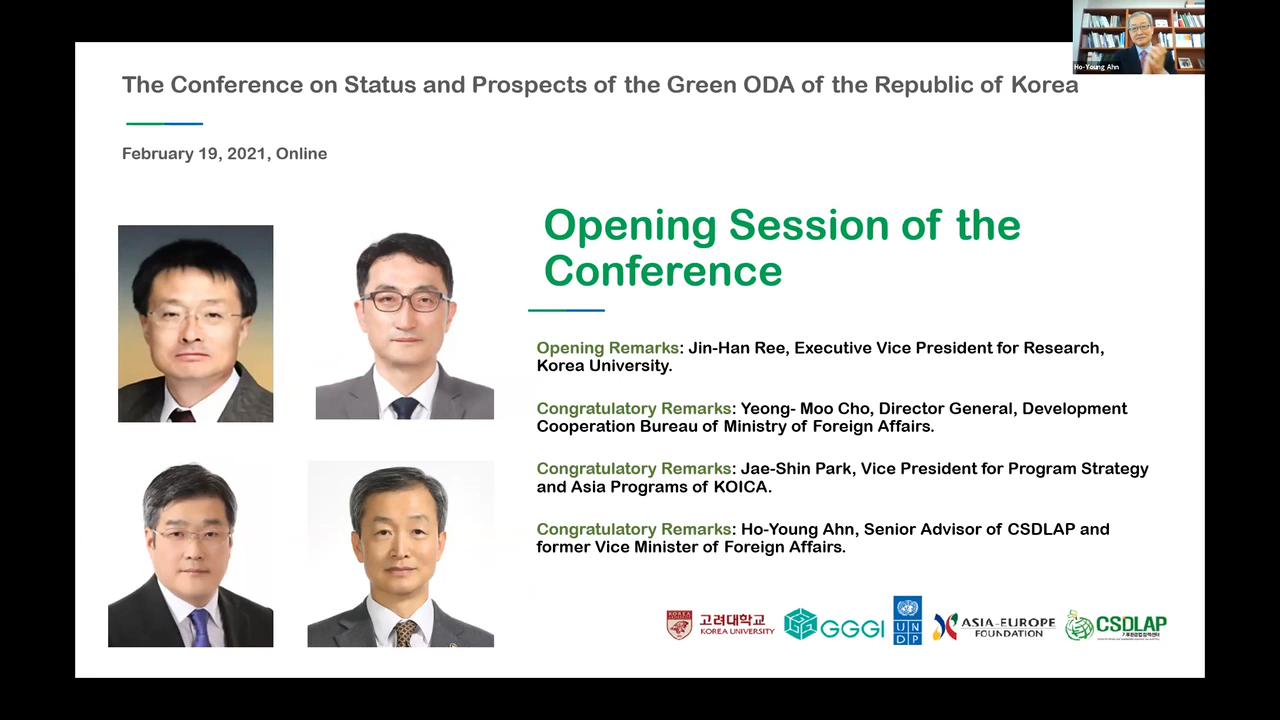 Ho-Young Ahn
The Conference on Status and Prospects of the Green ODA of the Republic of Korea
February 19, 2021, Online
Opening Session of the
Conference
Opening Remarks: Jin-Han Ree, Executive Vice President for Research,
Korea University.
Congratulatory Remarks: Yeong- Moo Cho, Director General, Development
Cooperation Bureau of Ministry of Foreign Affairs.
Congratulatory Remarks: Jae-Shin Park, Vice President for Program Strategy
and Asia Programs of KOICA.
Congratulatory Remarks: Ho-Young Ahn, Senior Advisor of CSDLAP and
former Vice Minister of Foreign Affairs.
KOREA
고려대학교
KOREA UNIVERSITY
GGGI
UN
DP
ASIA-EUROPE
FOUNDATION
CSDLAP